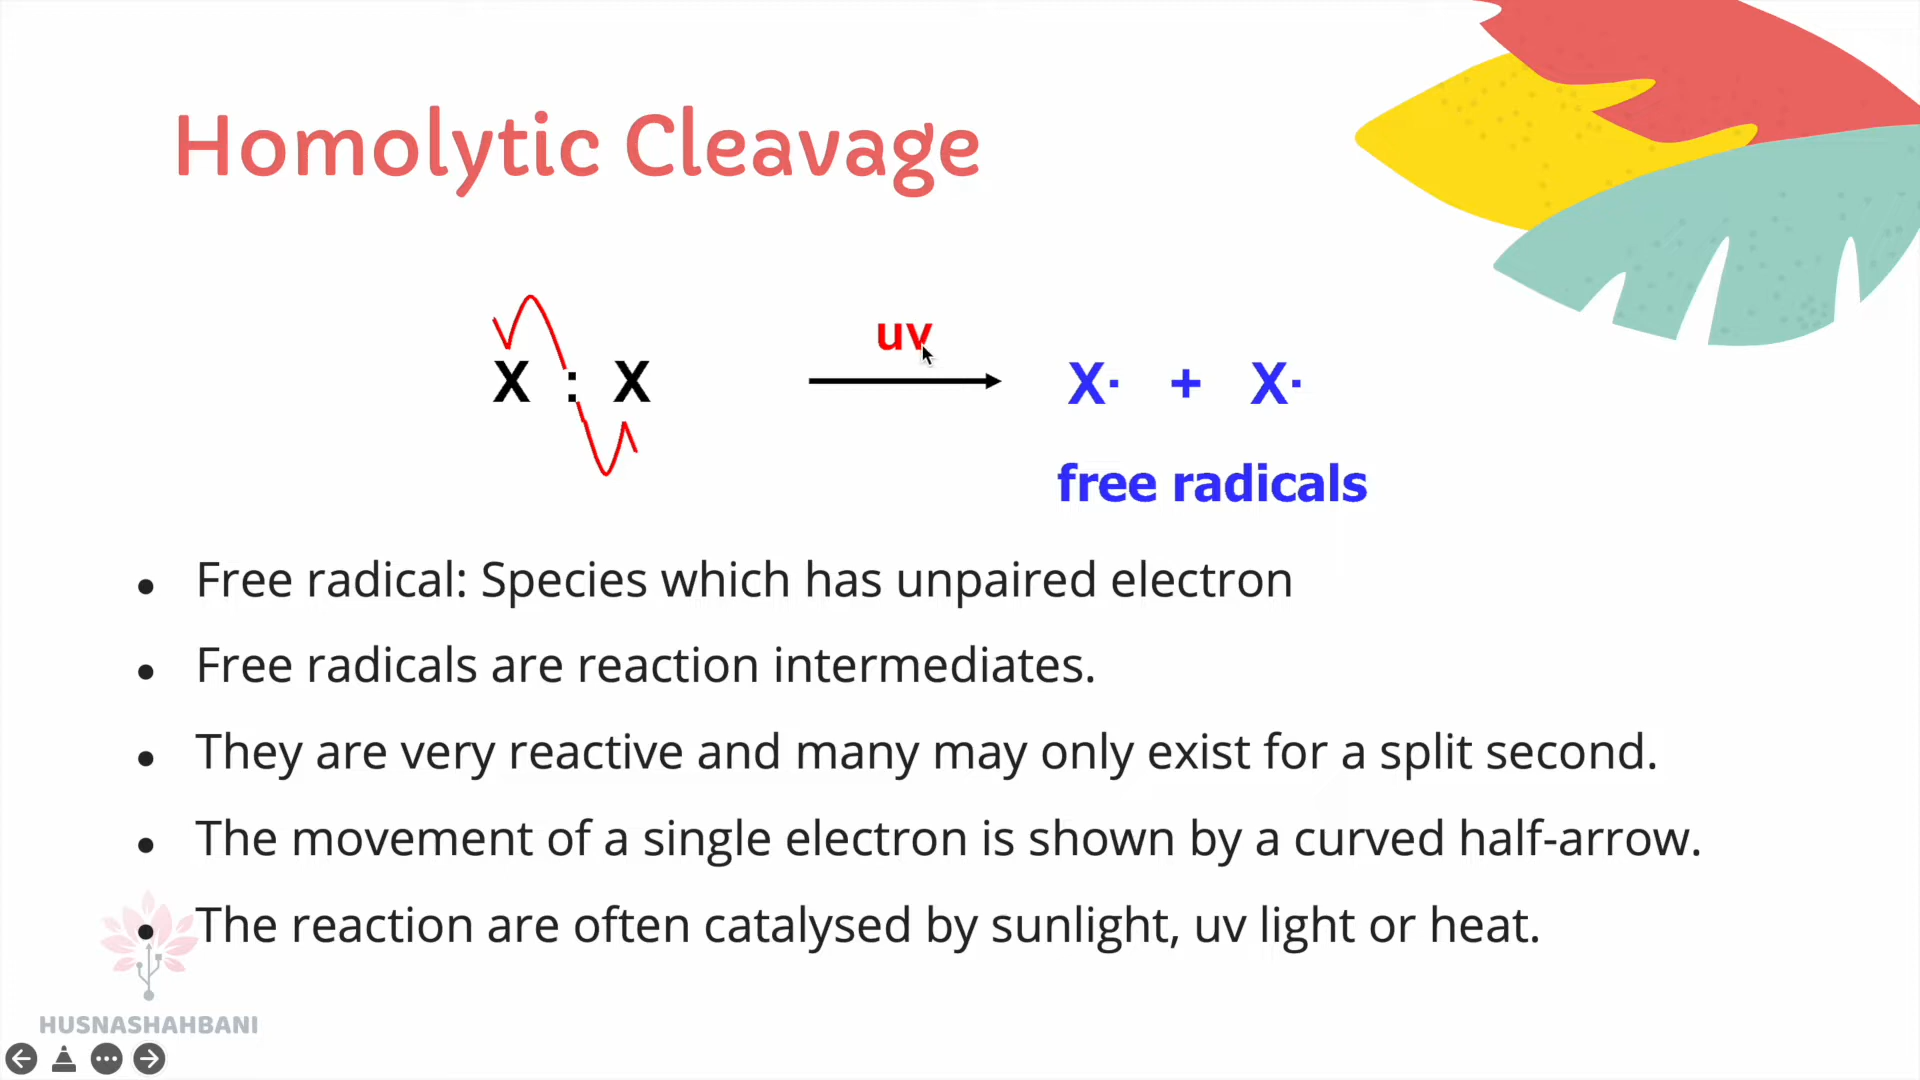 Homolytic Cleavage
uv
X : X
X· + X·
free radicals
• Free radical: Species which has unpaired electron
• Free radicals are reaction intermediates.
• They are very reactive and many may only exist for a split second.
• The movement of a single electron is shown by a curved half-arrow.
• The reaction are often catalysed by sunlight, uv light or heat.
HUSNASHAHBANI